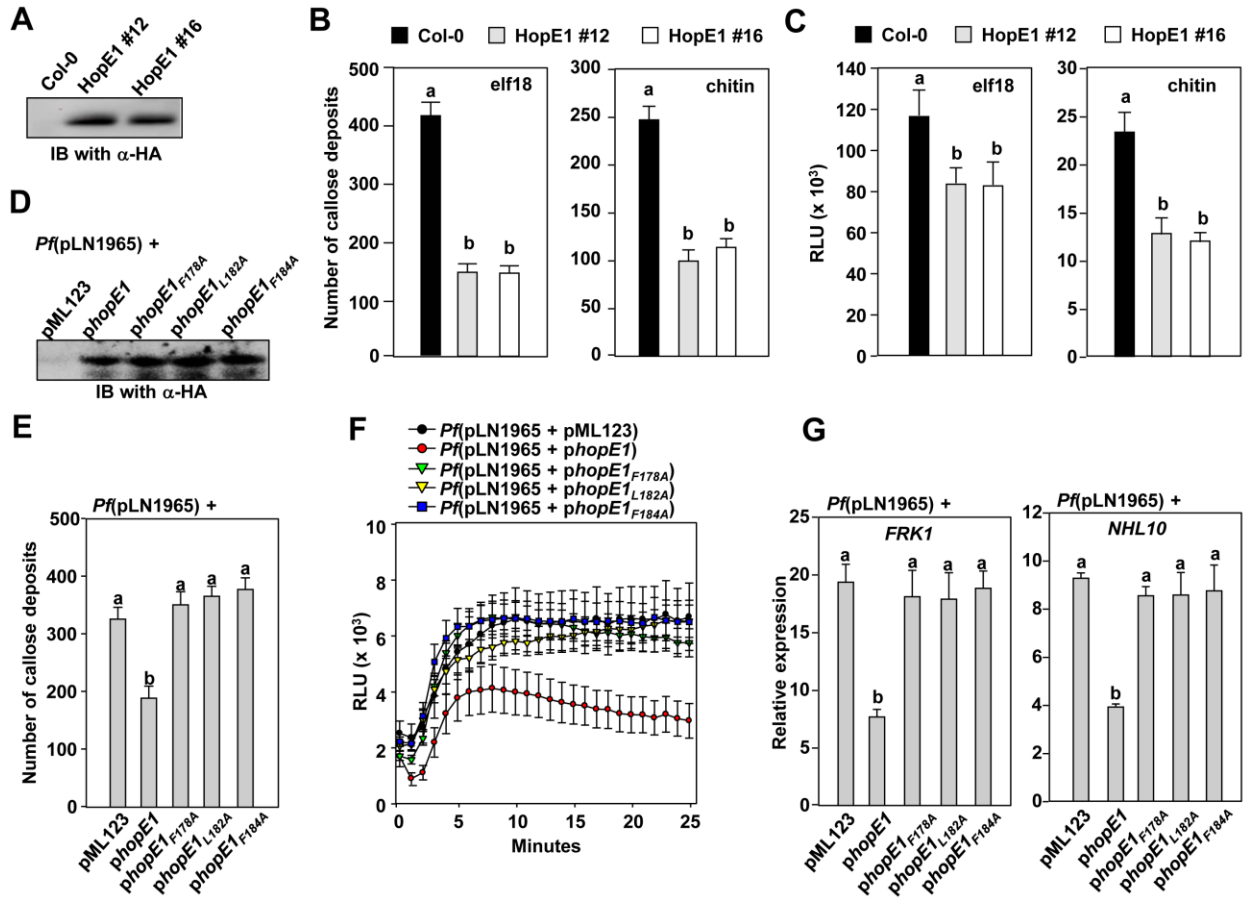 A
Col-0
HopE1 #12
HopE1 #16
IB with α-HA
B
Col-0 HopE1 #12 HopE1 #16
Number of callose deposits
500
400
300
200
100
0
elf18
a
b
b
300
250
200
150
100
50
0
chitin
a
b
b
C
Col-0 HopE1 #12 HopE1 #16
RLU (x 10³)
140
120
100
80
60
40
20
0
elf18
a
b
b
30
25
20
15
10
5
0
chitin
a
b
b
D
Pf(pLN1965) +
pML123
phopE1
phopE1F178A
phopE1L182A
phopE1F184A
IB with α-HA
E
Pf(pLN1965) +
Number of callose deposits
500
400
300
200
100
0
a
b
a
a
a
pML123
phopE1
phopE1F178A
phopE1L182A
phopE1F184A
F
Pf(pLN1965 + pML123)
Pf(pLN1965 + phopE1)
Pf(pLN1965 + phopE1F178A)
Pf(pLN1965 + phopE1L182A)
Pf(pLN1965 + phopE1F184A)
RLU (x 10³)
10
8
6
4
2
0
0 5 10 15 20 25
Minutes
G
Pf(pLN1965) +
Relative expression
25
20
15
10
5
0
FRK1
a
b
a
a
a
pML123
phopE1
phopE1F178A
phopE1L182A
phopE1F184A
Pf(pLN1965) +
12
10
8
6
4
2
0
NHL10
a
b
a
a
a
pML123
phopE1
phopE1F178A
phopE1L182A
phopE1F184A